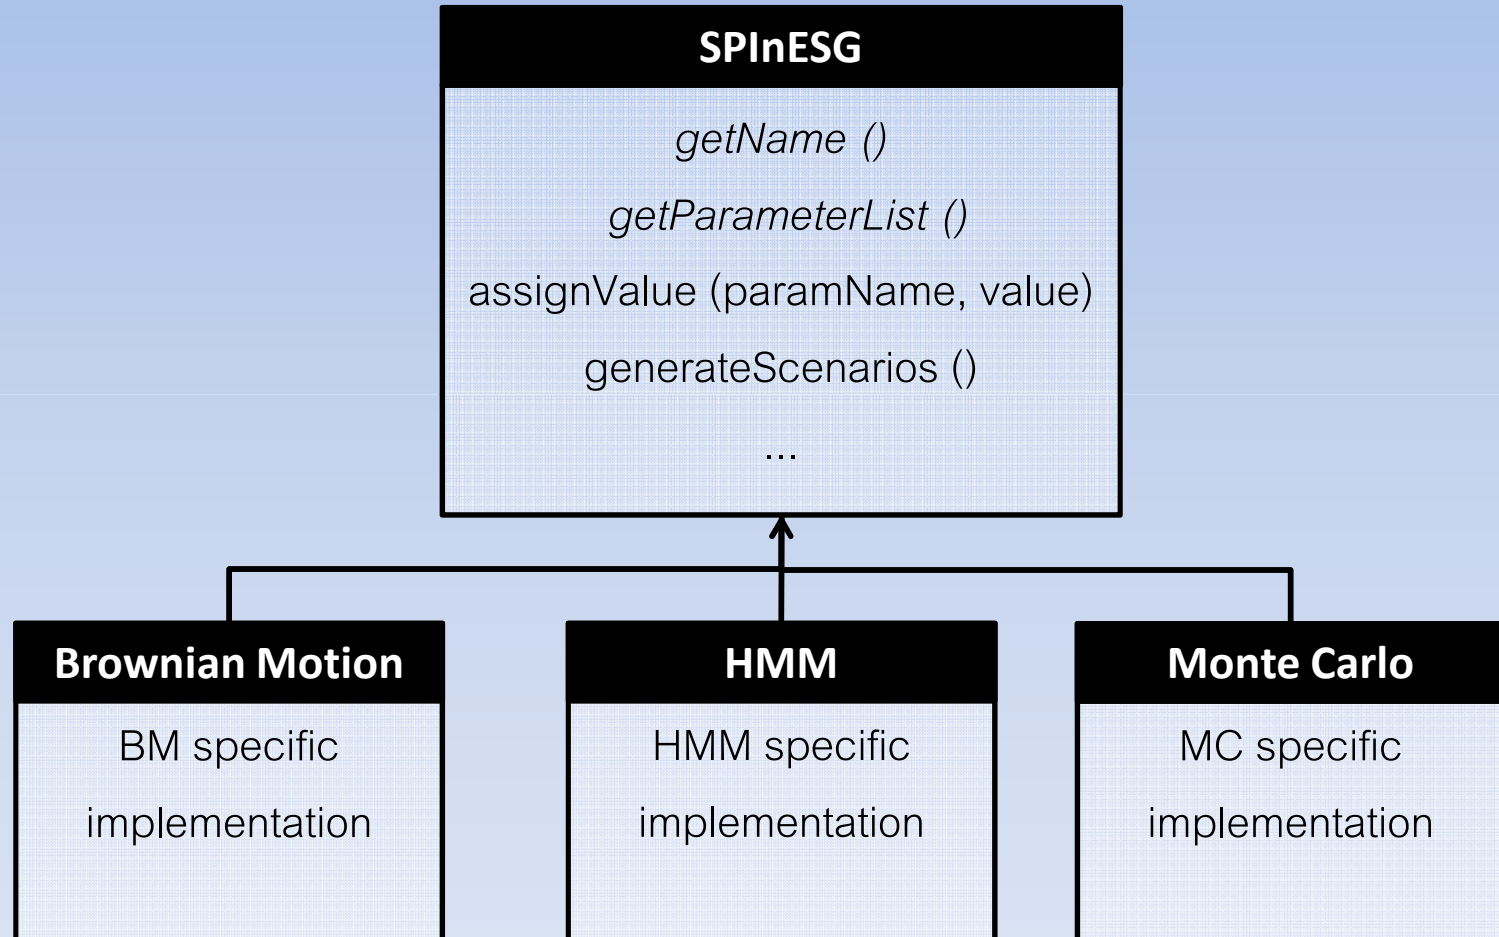 SPInESG
getName ()
getParameterList ()
assignValue (paramName, value)
generateScenarios ()
...
Brownian Motion
BM specific
implementation
HMM
HMM specific
implementation
Monte Carlo
MC specific
implementation